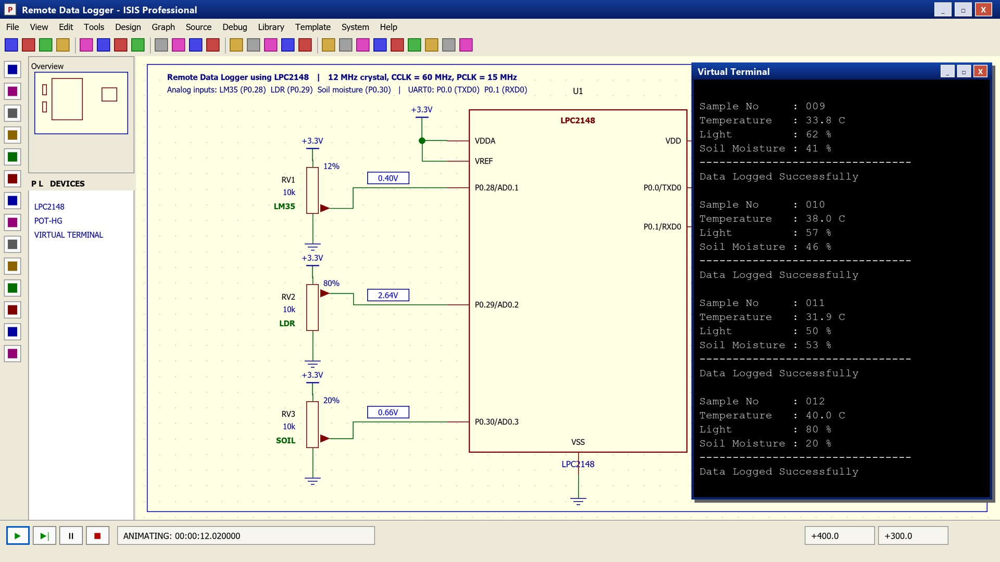 P Remote Data Logger - ISIS Professional
File View Edit Tools Design Graph Source Debug Library Template System Help
Overview
P L DEVICES
LPC2148
POT-HG
VIRTUAL TERMINAL
Remote Data Logger using LPC2148 | 12 MHz crystal, CCLK = 60 MHz, PCLK = 15 MHz
Analog inputs: LM35 (P0.28) LDR (P0.29) Soil moisture (P0.30) | UART0: P0.0 (TXD0) P0.1 (RXD0)
U1
+3.3V
LPC2148
VDDA
VDD
VREF
+3.3V
12%
RV1
10k
LM35
0.40V
P0.28/AD0.1
P0.0/TXD0
P0.1/RXD0
+3.3V
80%
RV2
10k
LDR
2.64V
P0.29/AD0.2
+3.3V
20%
RV3
10k
SOIL
0.66V
P0.30/AD0.3
VSS
LPC2148
Virtual Terminal
Sample No : 009
Temperature : 33.8 C
Light : 62 %
Soil Moisture : 41 %
--------------------------------
Data Logged Successfully
Sample No : 010
Temperature : 38.0 C
Light : 57 %
Soil Moisture : 46 %
--------------------------------
Data Logged Successfully
Sample No : 011
Temperature : 31.9 C
Light : 50 %
Soil Moisture : 53 %
--------------------------------
Data Logged Successfully
Sample No : 012
Temperature : 40.0 C
Light : 80 %
Soil Moisture : 20 %
--------------------------------
Data Logged Successfully
ANIMATING: 00:00:12.020000
+400.0
+300.0